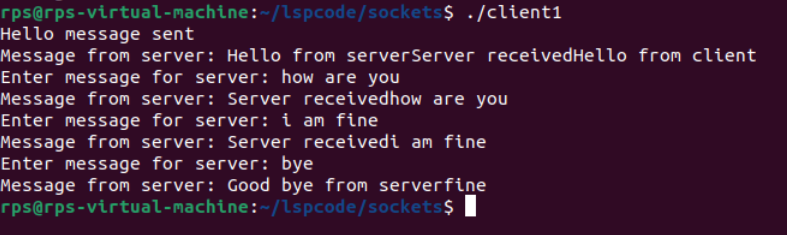 rps@rps-virtual-machine:~/lspcode/sockets$ ./client1
Hello message sent
Message from server: Hello from serverServer receivedHello from client
Enter message for server: how are you
Message from server: Server receivedhow are you
Enter message for server: i am fine
Message from server: Server receivedi am fine
Enter message for server: bye
Message from server: Good bye from serverfine
rps@rps-virtual-machine:~/lspcode/sockets$